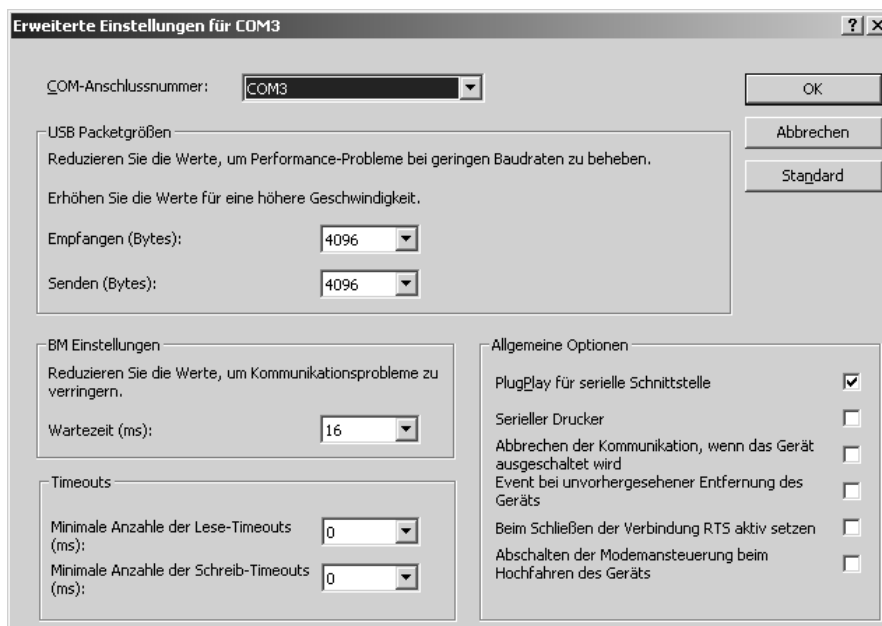 Erweiterte Einstellungen für COM3
COM-Anschlussnummer:
COM3
OK
Abbrechen
Standard
USB Packetgrößen
Reduzieren Sie die Werte, um Performance-Probleme bei geringen Baudraten zu beheben.
Erhöhen Sie die Werte für eine höhere Geschwindigkeit.
Empfangen (Bytes):
4096
Senden (Bytes):
4096
BM Einstellungen
Reduzieren Sie die Werte, um Kommunikationsprobleme zu
verringern.
Wartezeit (ms):
16
Timeouts
Minimale Anzahle der Lese-Timeouts
(ms):
0
Minimale Anzahle der Schreib-Timeouts
(ms):
0
Allgemeine Optionen
PlugPlay für serielle Schnittstelle
Serieller Drucker
Abbrechen der Kommunikation, wenn das Gerät
ausgeschaltet wird
Event bei unvorhergesehener Entfernung des
Geräts
Beim Schließen der Verbindung RTS aktiv setzen
Abschalten der Modemansteuerung beim
Hochfahren des Geräts